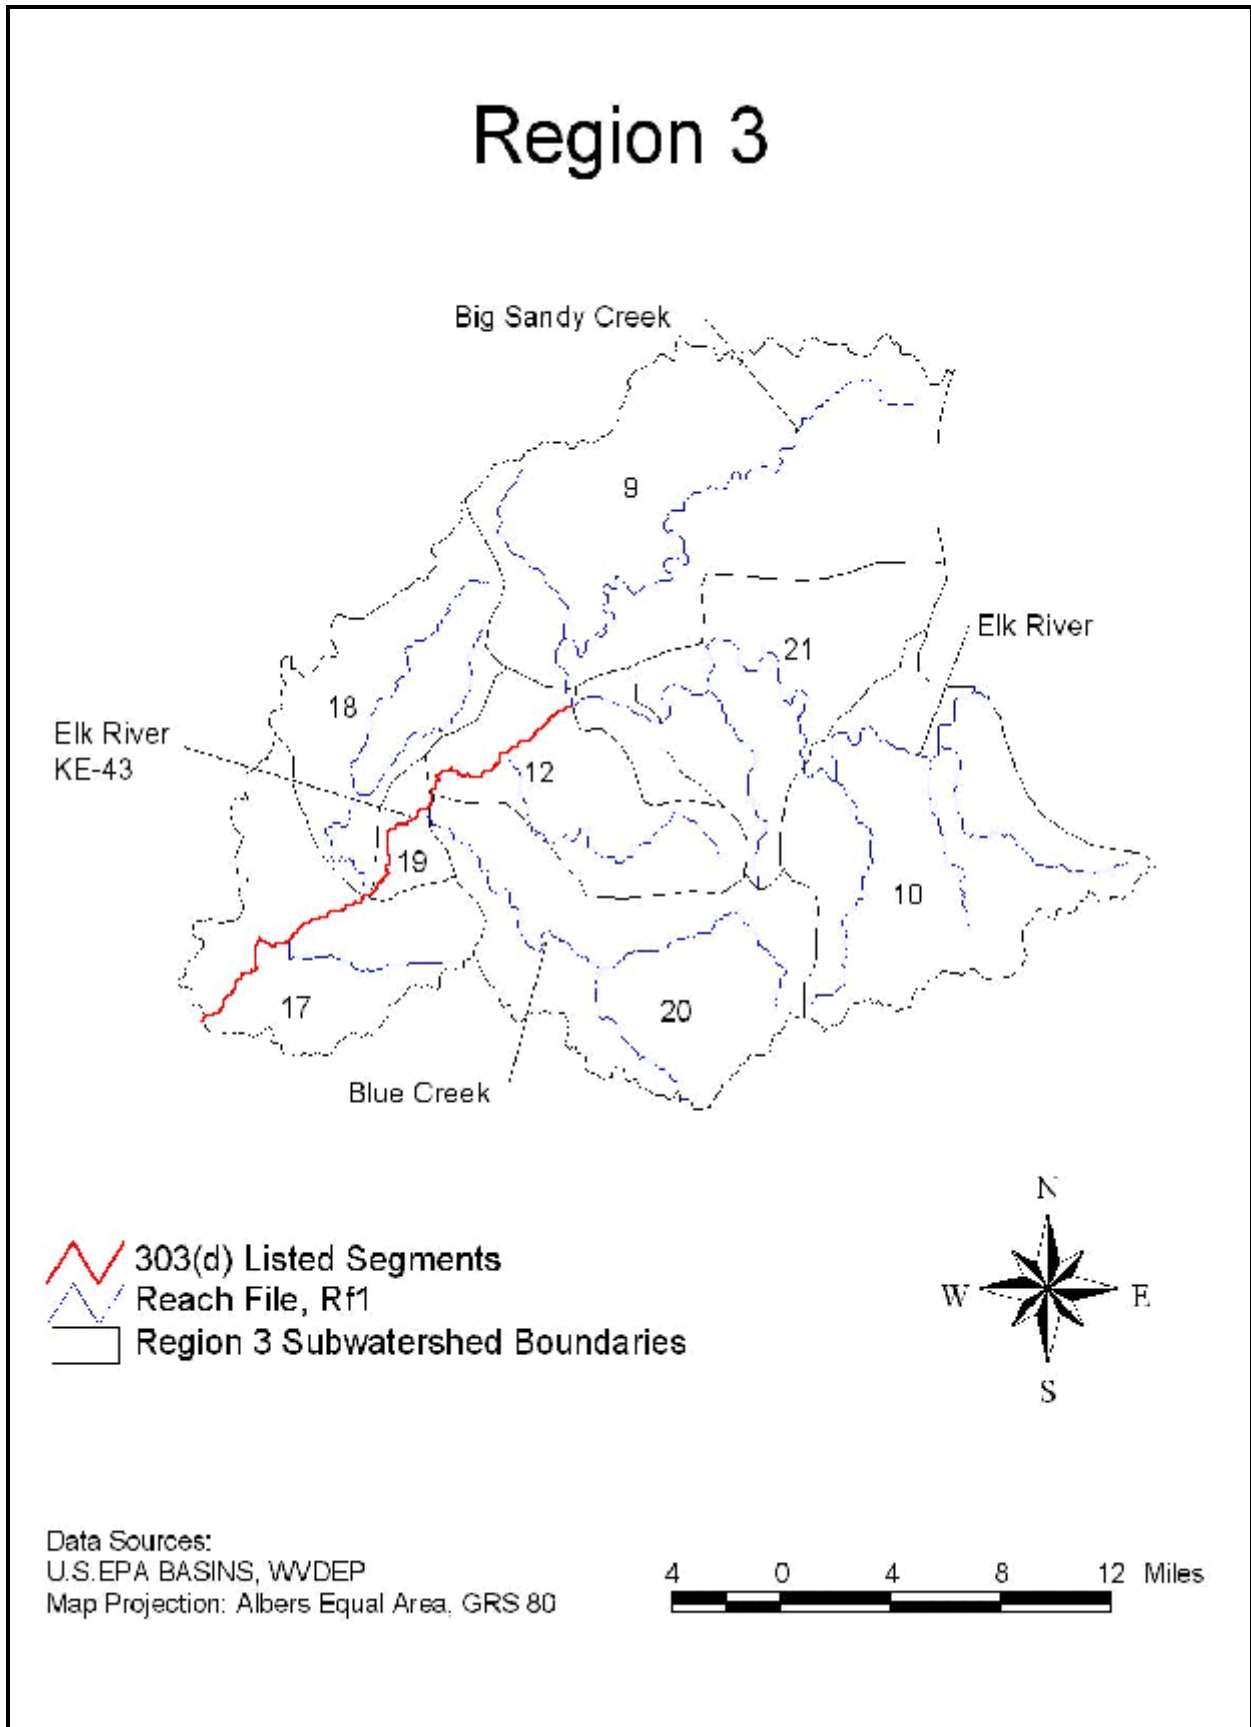 Region 3
Big Sandy Creek
9
Elk River
21
18
Elk River
KE-43
12
19
10
17
20
Blue Creek
N
W E
S
303(d) Listed Segments
Reach File, Rf1
Region 3 Subwatershed Boundaries
Data Sources:
U.S.EPA BASINS, WVDEP
Map Projection: Albers Equal Area, GRS 80
4 0 4 8 12 Miles